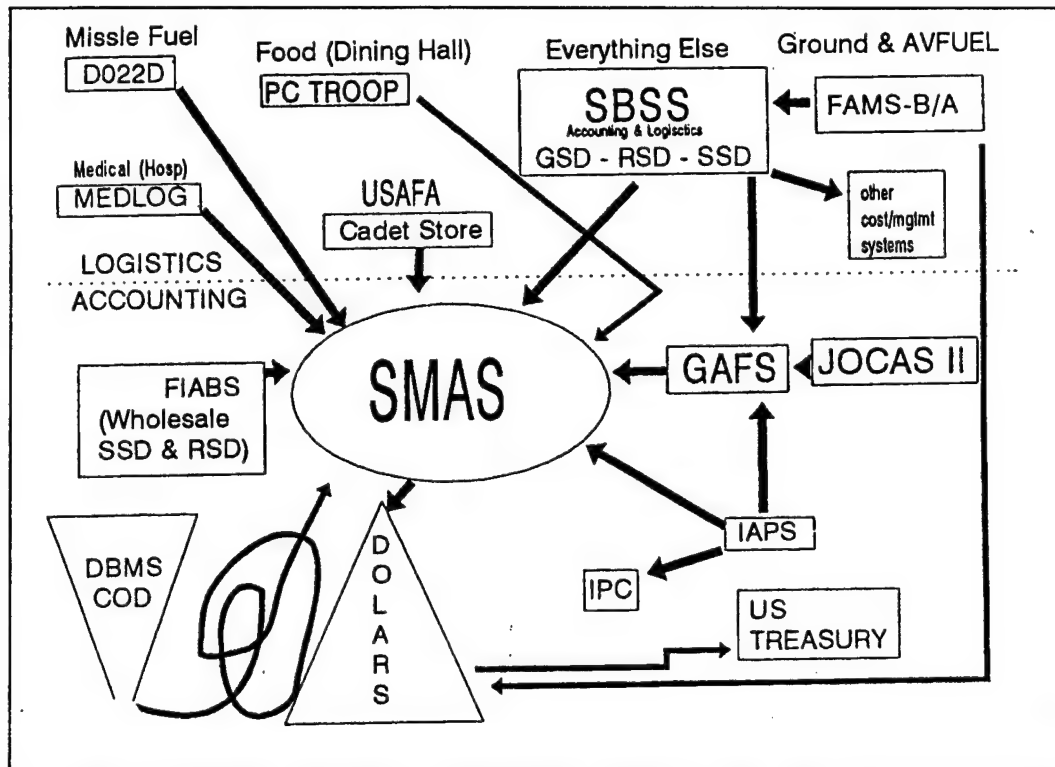 Missle Fuel
D022D
Food (Dining Hall)
PC TROOP
Everything Else
SBSS
Accounting & Logisctics
GSD - RSD - SSD
Ground & AVFUEL
FAMS-B/A
Medical (Hosp)
MEDLOG
USAFA
Cadet Store
other
cost/mglmt
systems
LOGISTICS
ACCOUNTING
FIABS
(Wholesale
SSD & RSD)
SMAS
GAFS
JOCAS II
DBMS
COD
D
O
L
A
R
S
IAPS
IPC
US
TREASURY